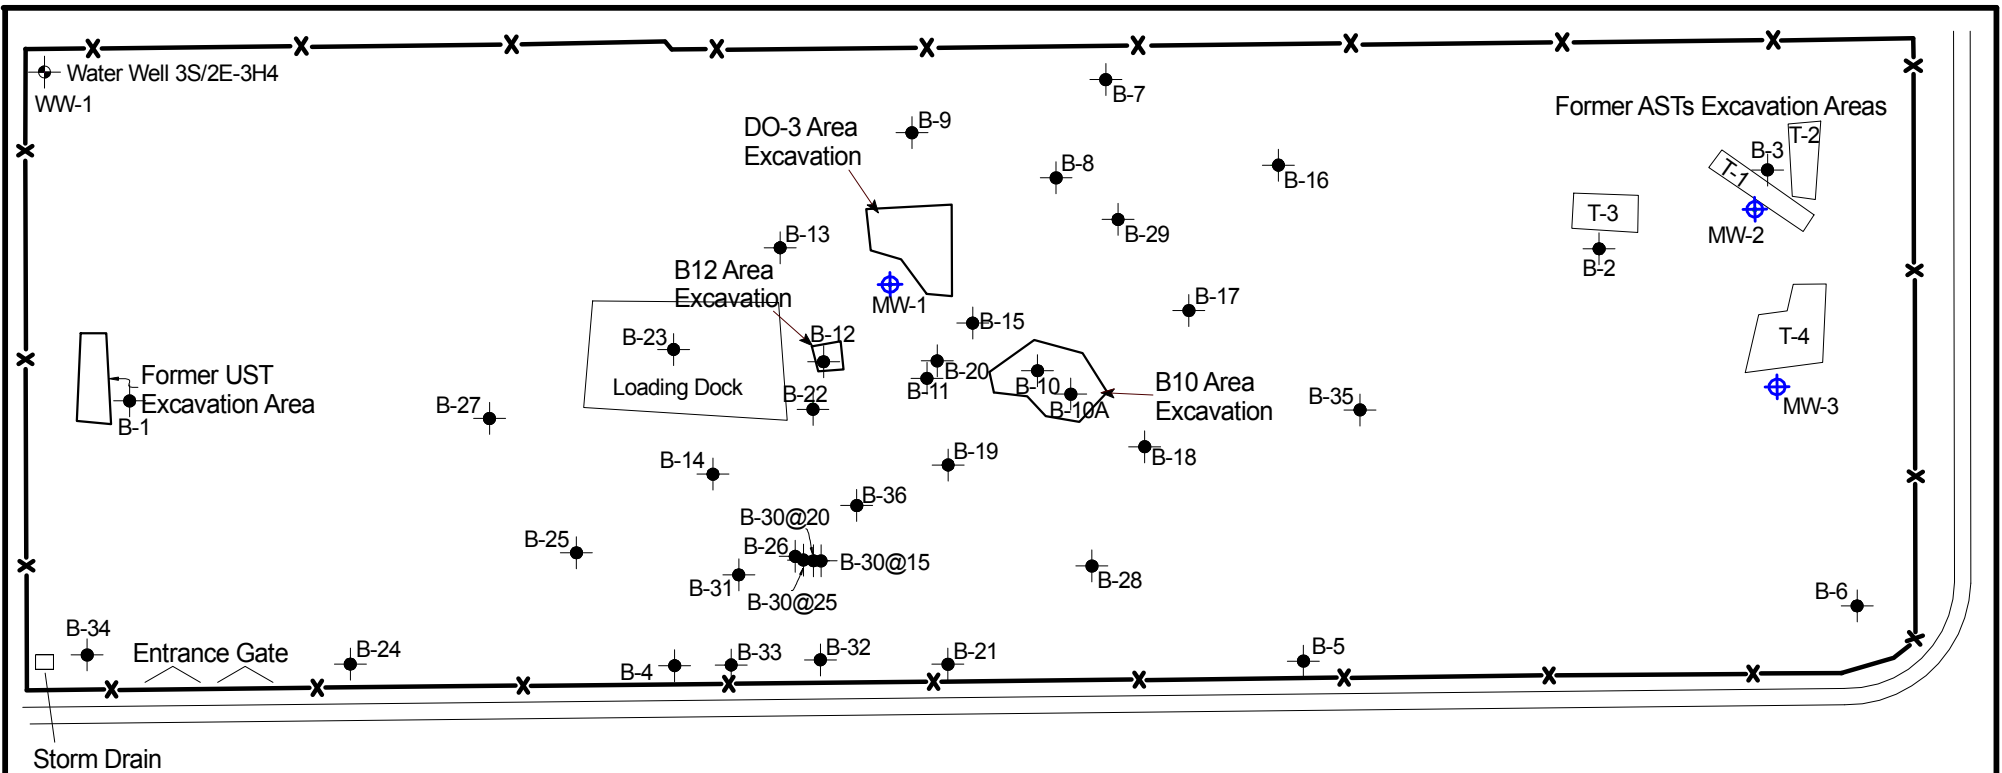 Water Well 3S/2E-3H4
WW-1
B-7
Former ASTs Excavation Areas
DO-3 Area
Excavation
B-9
T-2
B-3
T-1
B-8
B-16
T-3
B-29
MW-2
B-13
B-2
B12 Area
Excavation
MW-1
B-17
B-15
B-12
B-23
T-4
Former UST
Excavation Area
Loading Dock
B-20
B-10
B-11
B10 Area
Excavation
B-22
B-10A
B-35
MW-3
B-27
B-1
B-19
B-18
B-14
B-36
B-30@20
B-25
B-26
B-30@15
B-28
B-31
B-30@25
B-6
B-34
Entrance Gate
B-24
B-4
B-33
B-32
B-21
B-5
Storm Drain